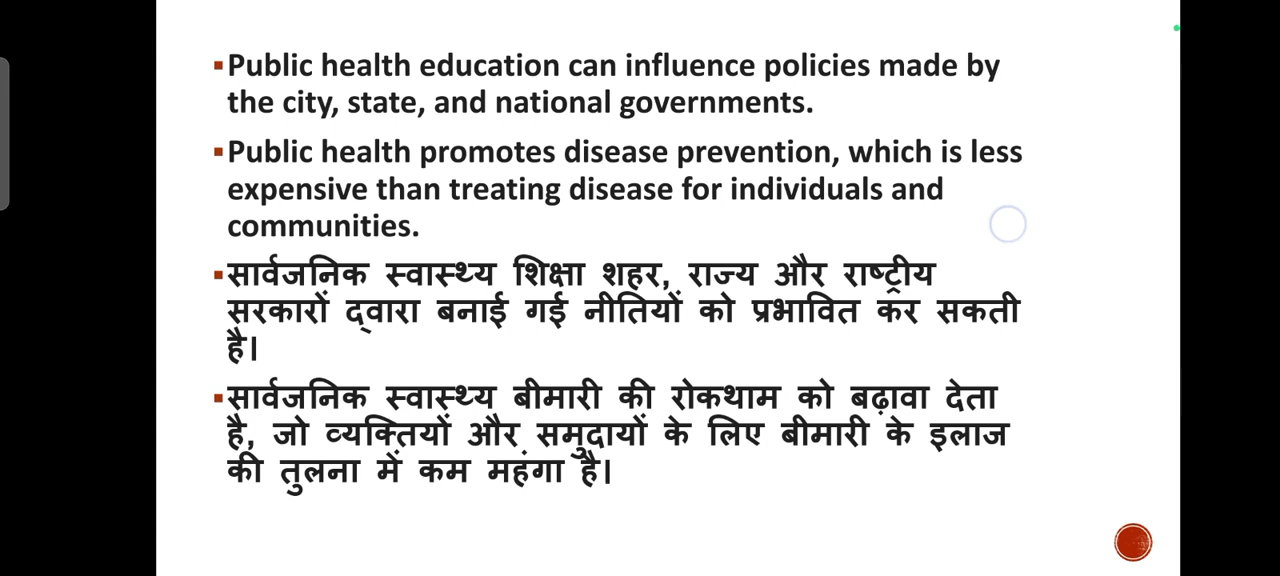 ▪Public health education can influence policies made by
the city, state, and national governments.
▪Public health promotes disease prevention, which is less
expensive than treating disease for individuals and
communities.
▪सार्वजनिक स्वास्थ्य शिक्षा शहर, राज्य और राष्ट्रीय
सरकारों द्वारा बनाई गई नीतियों को प्रभावित कर सकती
है।
▪सार्वजनिक स्वास्थ्य बीमारी की रोकथाम को बढ़ावा देता
है, जो व्यक्तियों और समुदायों के लिए बीमारी के इलाज
की तुलना में कम महंगा है।